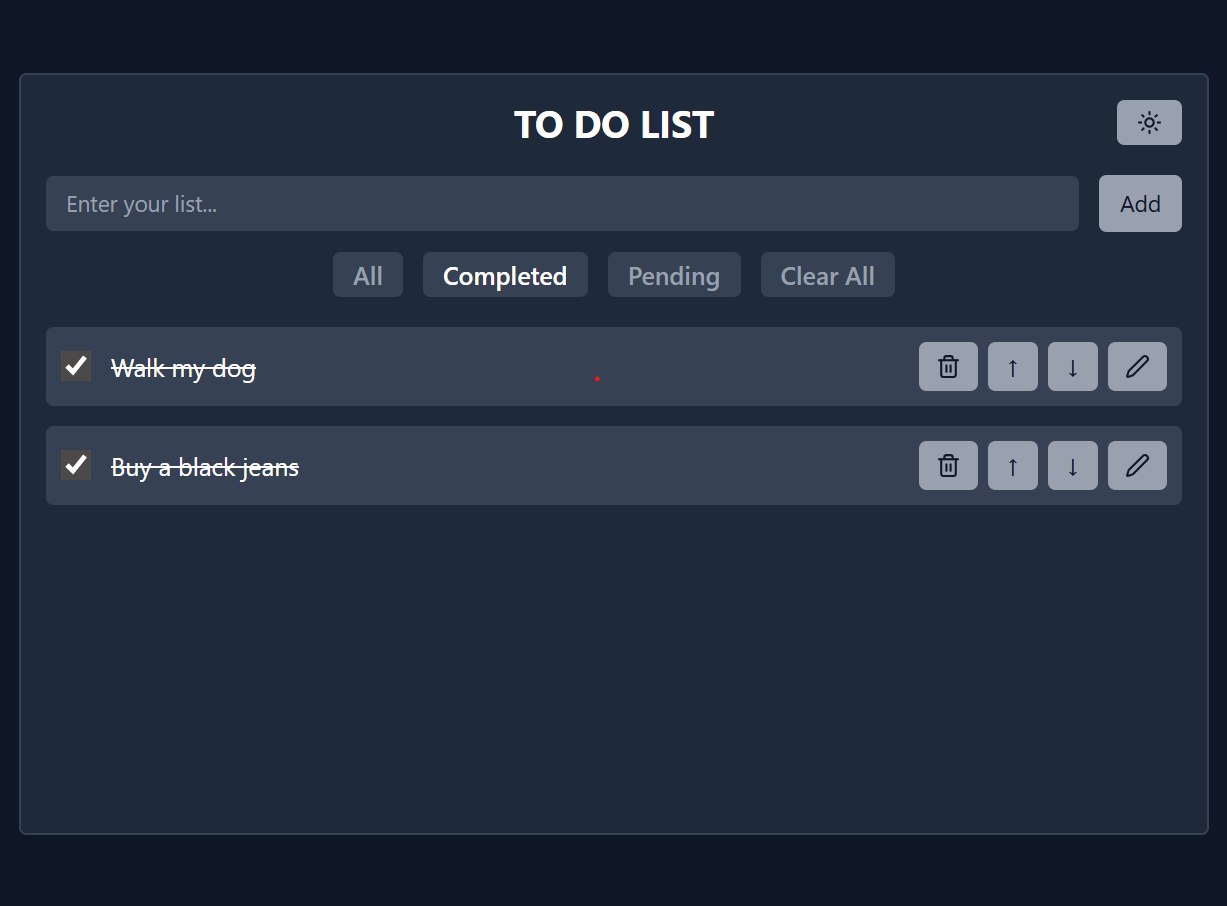 TO DO LIST
Enter your list...
Add
All Completed Pending Clear All
Walk my dog
↑ ↓
Buy a black jeans
↑ ↓